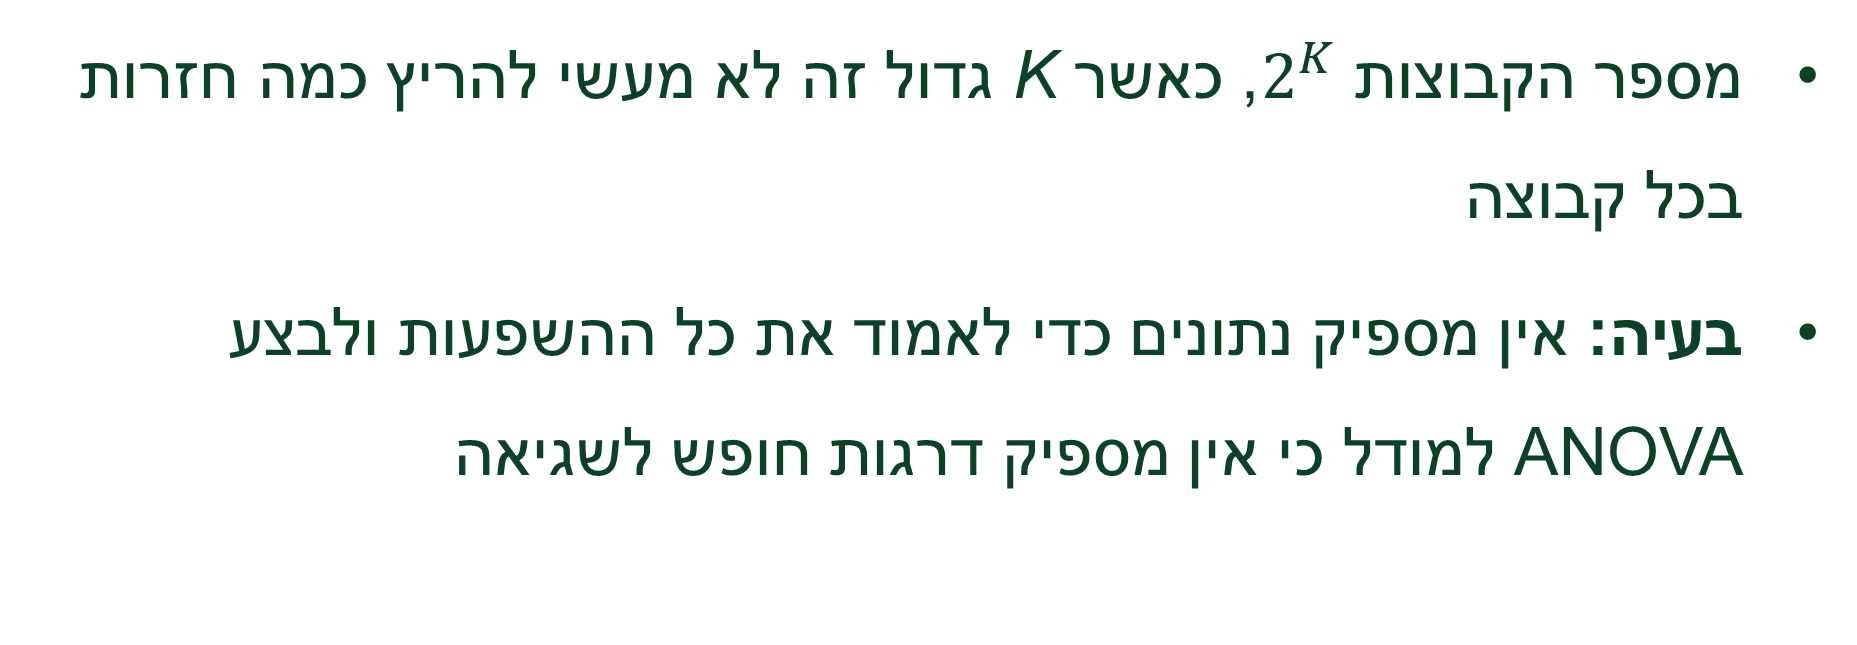 • מספר הקבוצות 2^K, כאשר K גדול זה לא מעשי להריץ כמה חזרות
בכל קבוצה
• בעיה: אין מספיק נתונים כדי לאמוד את כל ההשפעות ולבצע
ANOVA למודל כי אין מספיק דרגות חופש לשגיאה